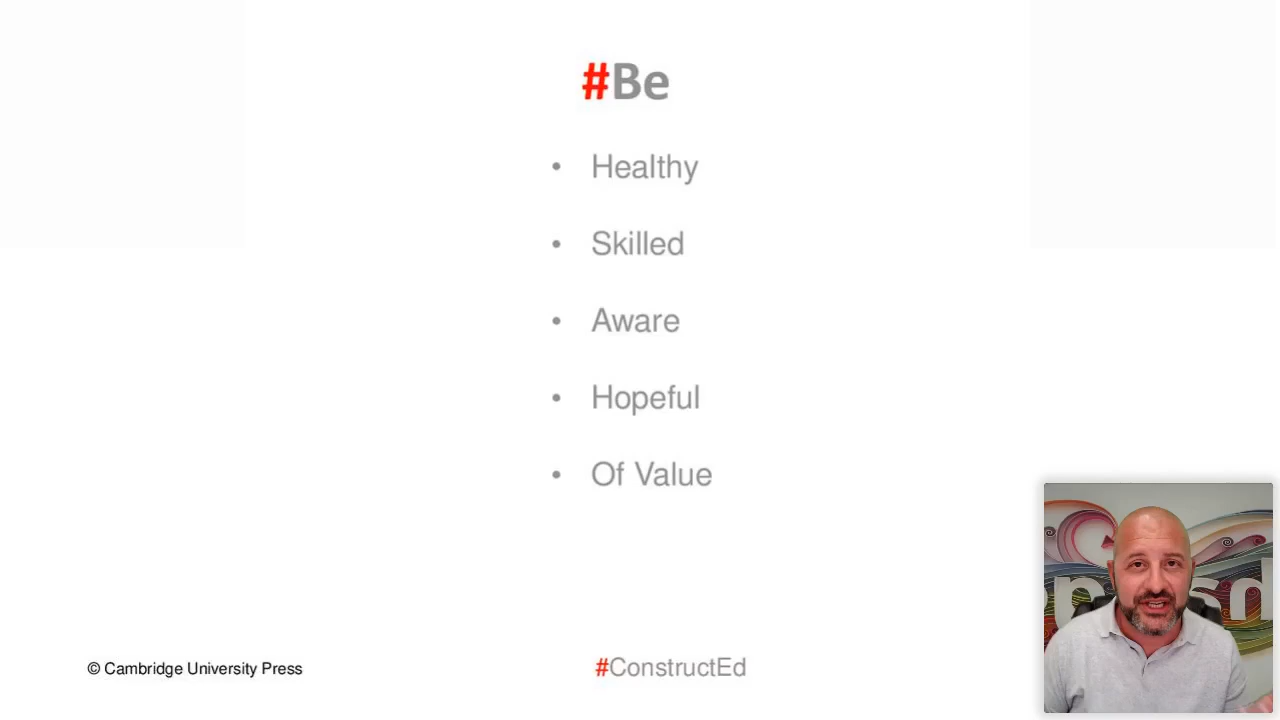 #Be
• Healthy
• Skilled
• Aware
• Hopeful
• Of Value
© Cambridge University Press
#ConstructEd